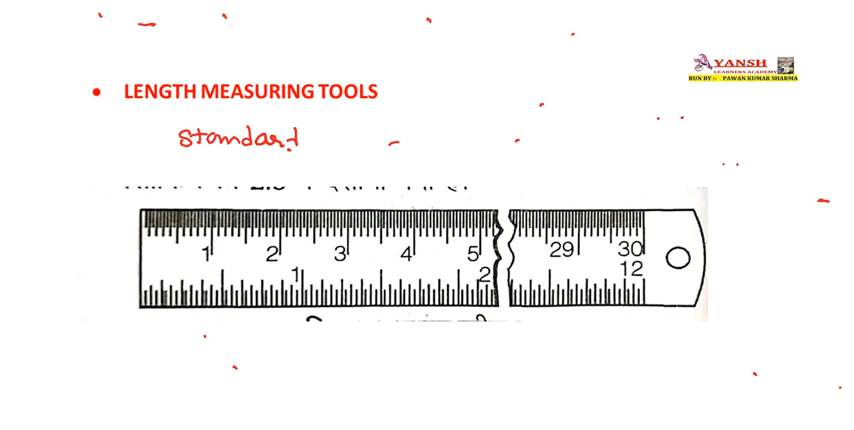 AYANSH
LEARNERS ACADEMY
RUN BY :- PAWAN KUMAR SHARMA
• LENGTH MEASURING TOOLS
Standard
1 2 3 4 5 29 30
1 2 12